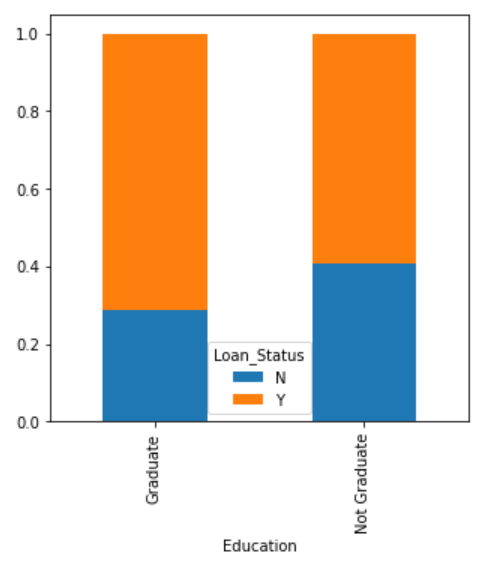 1.0
0.8
0.6
0.4
0.2
0.0
Loan_Status
N
Y
Graduate
Not Graduate
Education